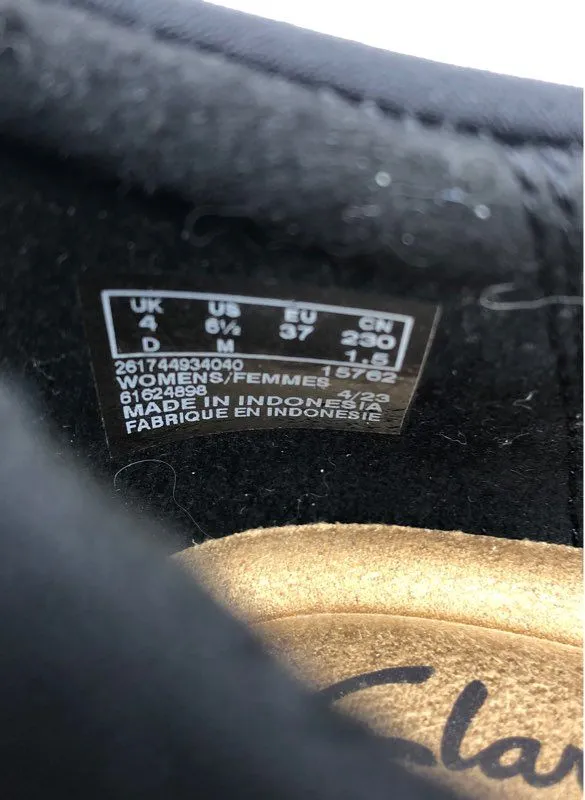 UK US EU CN
4 6½ 37 230
D M 1.5
261744934040 15762
WOMENS/FEMMES
61624898 4/23
MADE IN INDONESIA
FABRIQUE EN INDONESIE
Clar